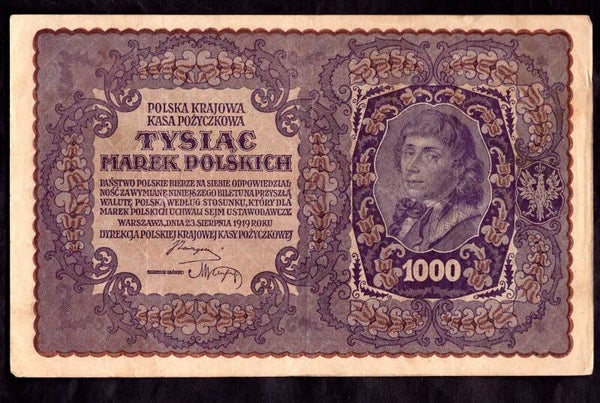 POLSKA KRAJOWA
KASA POŻYCZKOWA
TYSIĄC
MAREK POLSKICH
PAŃSTWO POLSKIE BIERZE NA SIEBIE ODPOWIEDZIAL
NOŚĆ ZA WYMIANĘ NINIEJSZEGO BILETU NA PRZYSZŁĄ
WALUTĘ, POLSKĄ WEDŁUG STOSUNKU, KTÓRY DLA
MAREK POLSKICH UCHWALI SEJM USTAWODAWCZY.
WARSZAWA, DNIA 23. SIERPNIA 1919 ROKU
DYREKCJA POLSKIEJ KRAJOWEJ KASY POŻYCZKOWEJ
1000